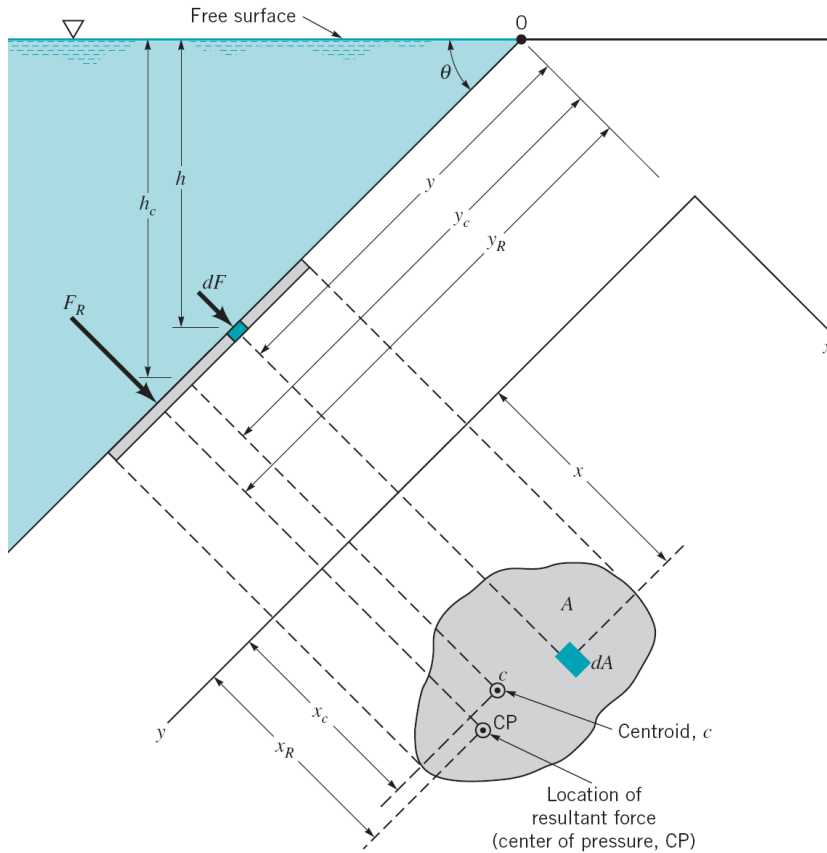 Free surface
O
θ
h
h_c
y
y_c
y_R
dF
F_R
x
x
A
dA
c
x_c
CP
y
x_R
Centroid, c
Location of
resultant force
(center of pressure, CP)